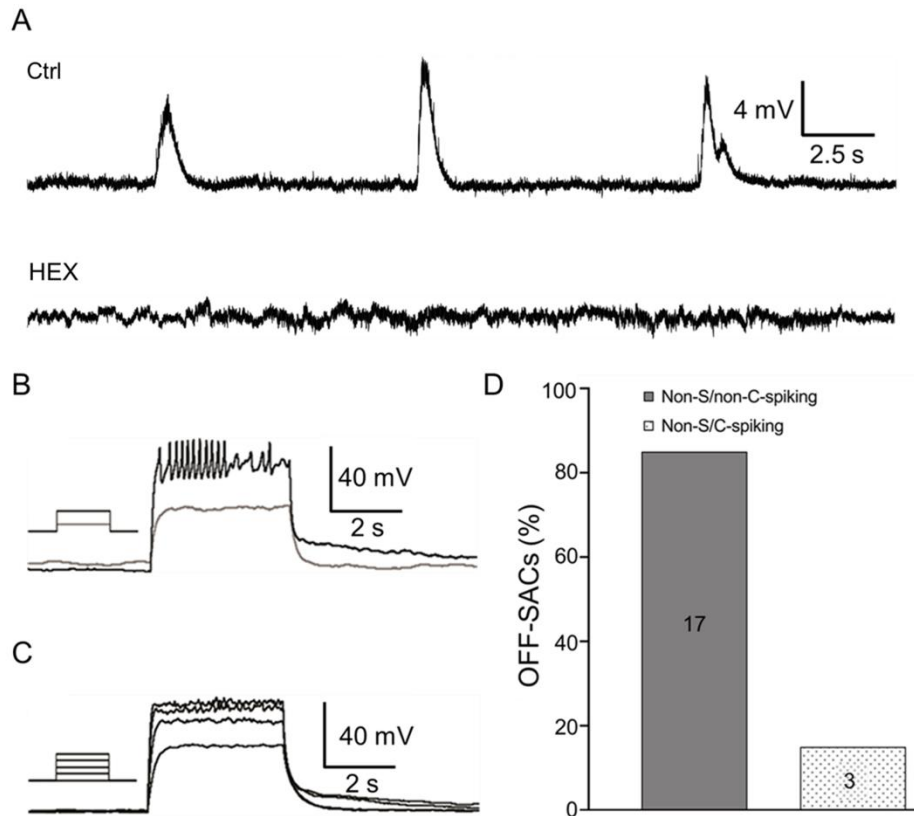 A
Ctrl
4 mV
2.5 s
HEX
B
40 mV
2 s
C
40 mV
2 s
D
Non-S/non-C-spiking
Non-S/C-spiking
OFF-SACs (%)
100
80
60
40
20
0
17
3